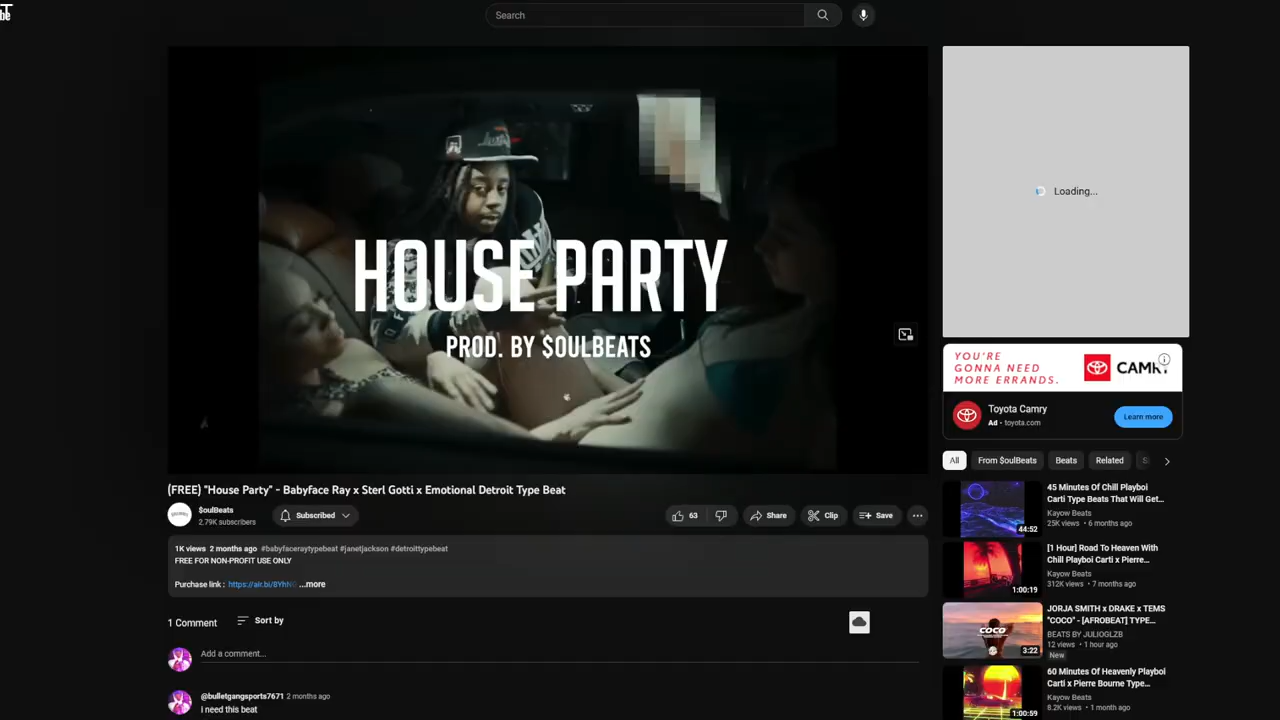 Search
HOUSE PARTY
PROD. BY $OULBEATS
Loading...
YOU'RE
GONNA NEED
MORE ERRANDS.
CAMRY
Toyota Camry
Ad · toyota.com
Learn more
All
From $oulBeats
Beats
Related
(FREE) "House Party" - Babyface Ray x Sterl Gotti x Emotional Detroit Type Beat
$oulBeats
2.79K subscribers
Subscribed
63
Share
Clip
Save
1K views 2 months ago #babyfaceraytypebeat #janetjackson #detroittypebeat
FREE FOR NON-PROFIT USE ONLY
Purchase link :
...more
1 Comment
Sort by
Add a comment...
@bulletgangsports7671 2 months ago
I need this beat
44:52
45 Minutes Of Chill Playboi
Carti Type Beats That Will Get...
Kayow Beats
25K views • 6 months ago
1:00:19
[1 Hour] Road To Heaven With
Chill Playboi Carti x Pierre...
Kayow Beats
312K views • 7 months ago
COCO
3:22
JORJA SMITH x DRAKE x TEMS
"COCO" - [AFROBEAT] TYPE...
BEATS BY JULIOGLZB
12 views • 1 hour ago
New
1:00:59
60 Minutes Of Heavenly Playboi
Carti x Pierre Bourne Type...
Kayow Beats
8.2K views • 1 month ago